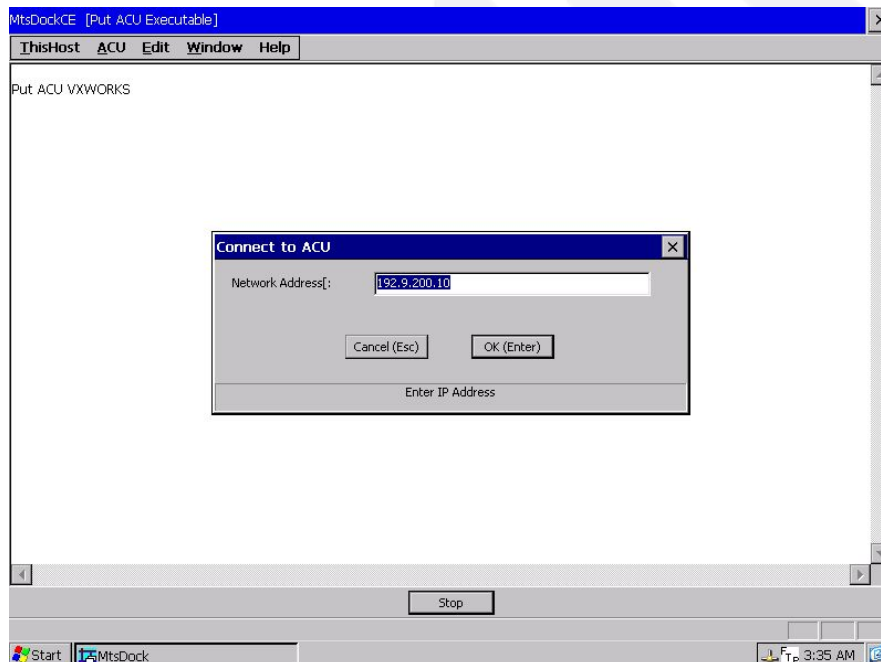 MtsDockCE [Put ACU Executable]
ThisHost ACU Edit Window Help
Put ACU VXWORKS
Connect to ACU
Network Address[:
192.9.200.10
Cancel (Esc) OK (Enter)
Enter IP Address
Stop
Start MtsDock FTP 3:35 AM